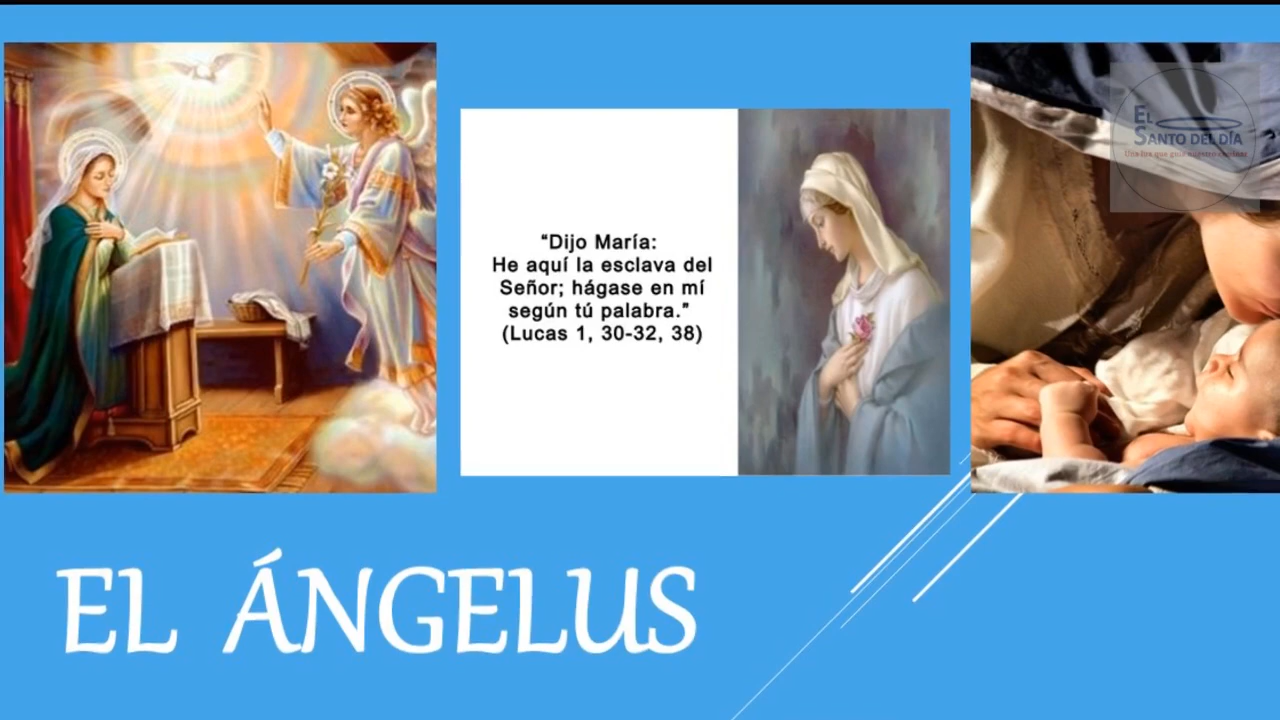 EL
SANTO DEL DÍA
“Dijo María:
He aquí la esclava del
Señor; hágase en mí
según tú palabra.”
(Lucas 1, 30-32, 38)
EL ÁNGELUS